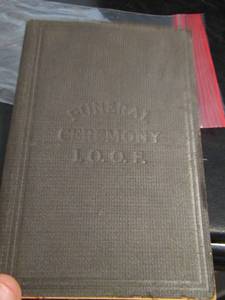 FUNERAL
CEREMONY
I. O. O. F.